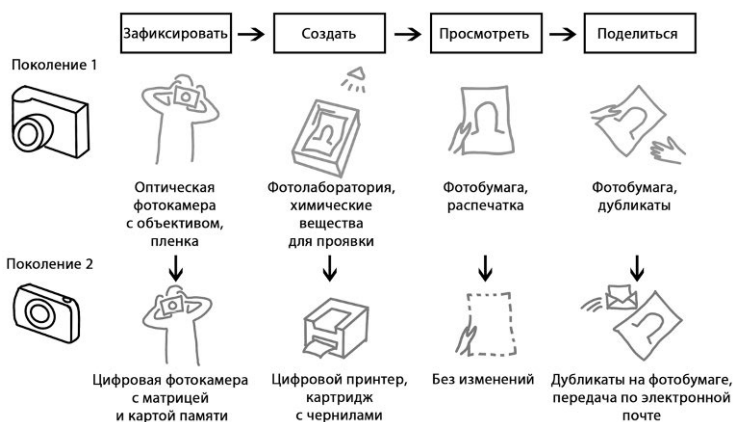 Зафиксировать
Создать
Просмотреть
Поделиться
Поколение 1
Оптическая
фотокамера
с объективом,
пленка
Фотолаборатория,
химические
вещества
для проявки
Фотобумага,
распечатка
Фотобумага,
дубликаты
Поколение 2
Цифровая фотокамера
с матрицей
и картой памяти
Цифровой принтер,
картридж
с чернилами
Без изменений
Дубликаты на фотобумаге,
передача по электронной
почте